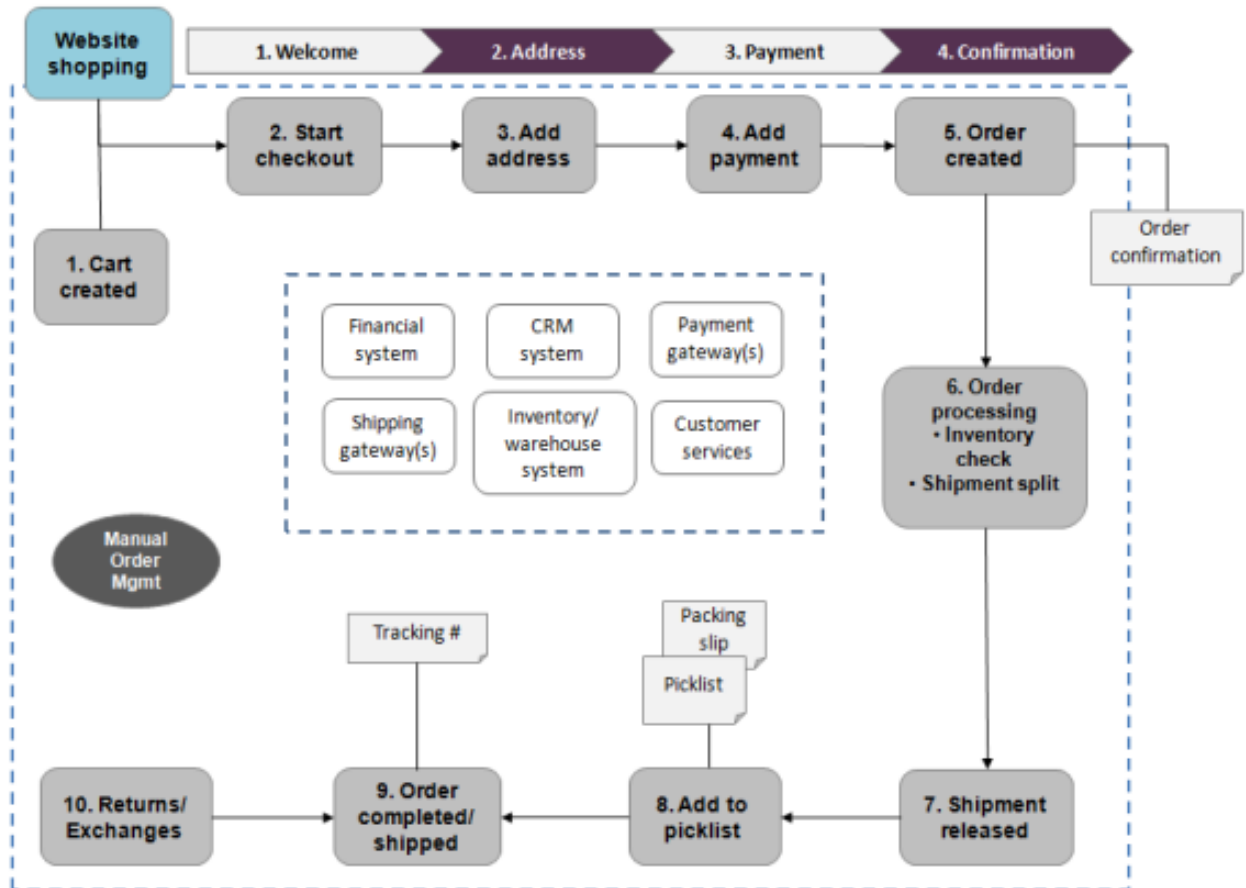 Website
shopping
1. Welcome
2. Address
3. Payment
4. Confirmation
2. Start
checkout
3. Add
address
4. Add
payment
5. Order
created
Order
confirmation
1. Cart
created
Financial
system
CRM
system
Payment
gateway(s)
Shipping
gateway(s)
Inventory/
warehouse
system
Customer
services
6. Order
processing
• Inventory
check
• Shipment split
Manual
Order
Mgmt
Tracking #
Packing
slip
Picklist
10. Returns/
Exchanges
9. Order
completed/
shipped
8. Add to
picklist
7. Shipment
released